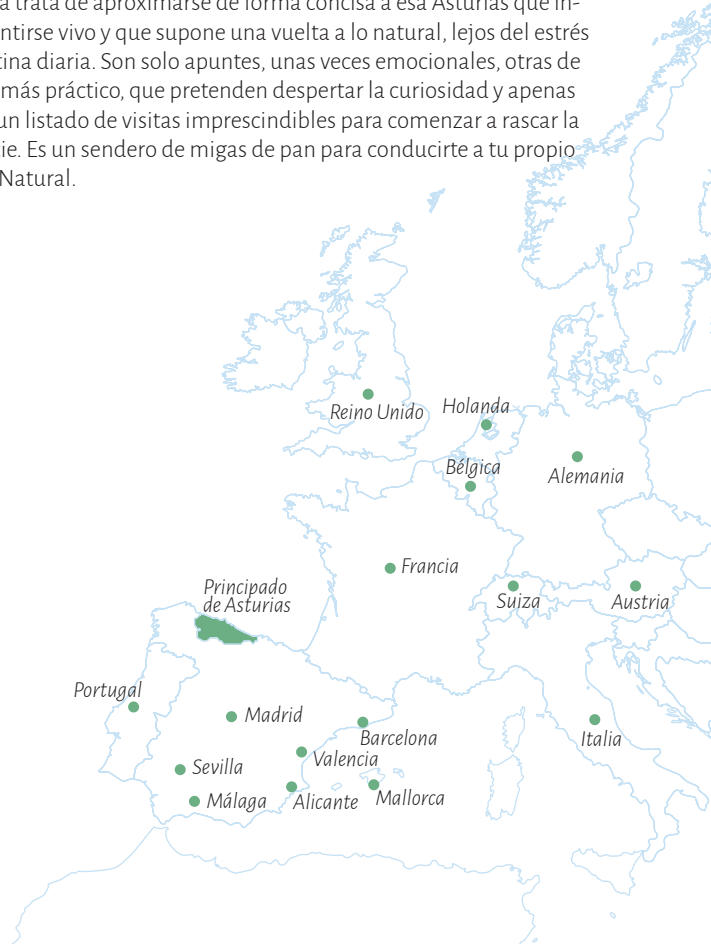 a trata de aproximarse de forma concisa a esa Asturias que in-
ntirse vivo y que supone una vuelta a lo natural, lejos del estrés
tina diaria. Son solo apuntes, unas veces emocionales, otras de
más práctico, que pretenden despertar la curiosidad y apenas
un listado de visitas imprescindibles para comenzar a rascar la
cie. Es un sendero de migas de pan para conducirte a tu propio
Natural.
Reino Unido
Holanda
Bélgica
Alemania
Francia
Suiza
Austria
Principado
de Asturias
Portugal
Madrid
Barcelona
Italia
Valencia
Sevilla
Málaga
Alicante
Mallorca